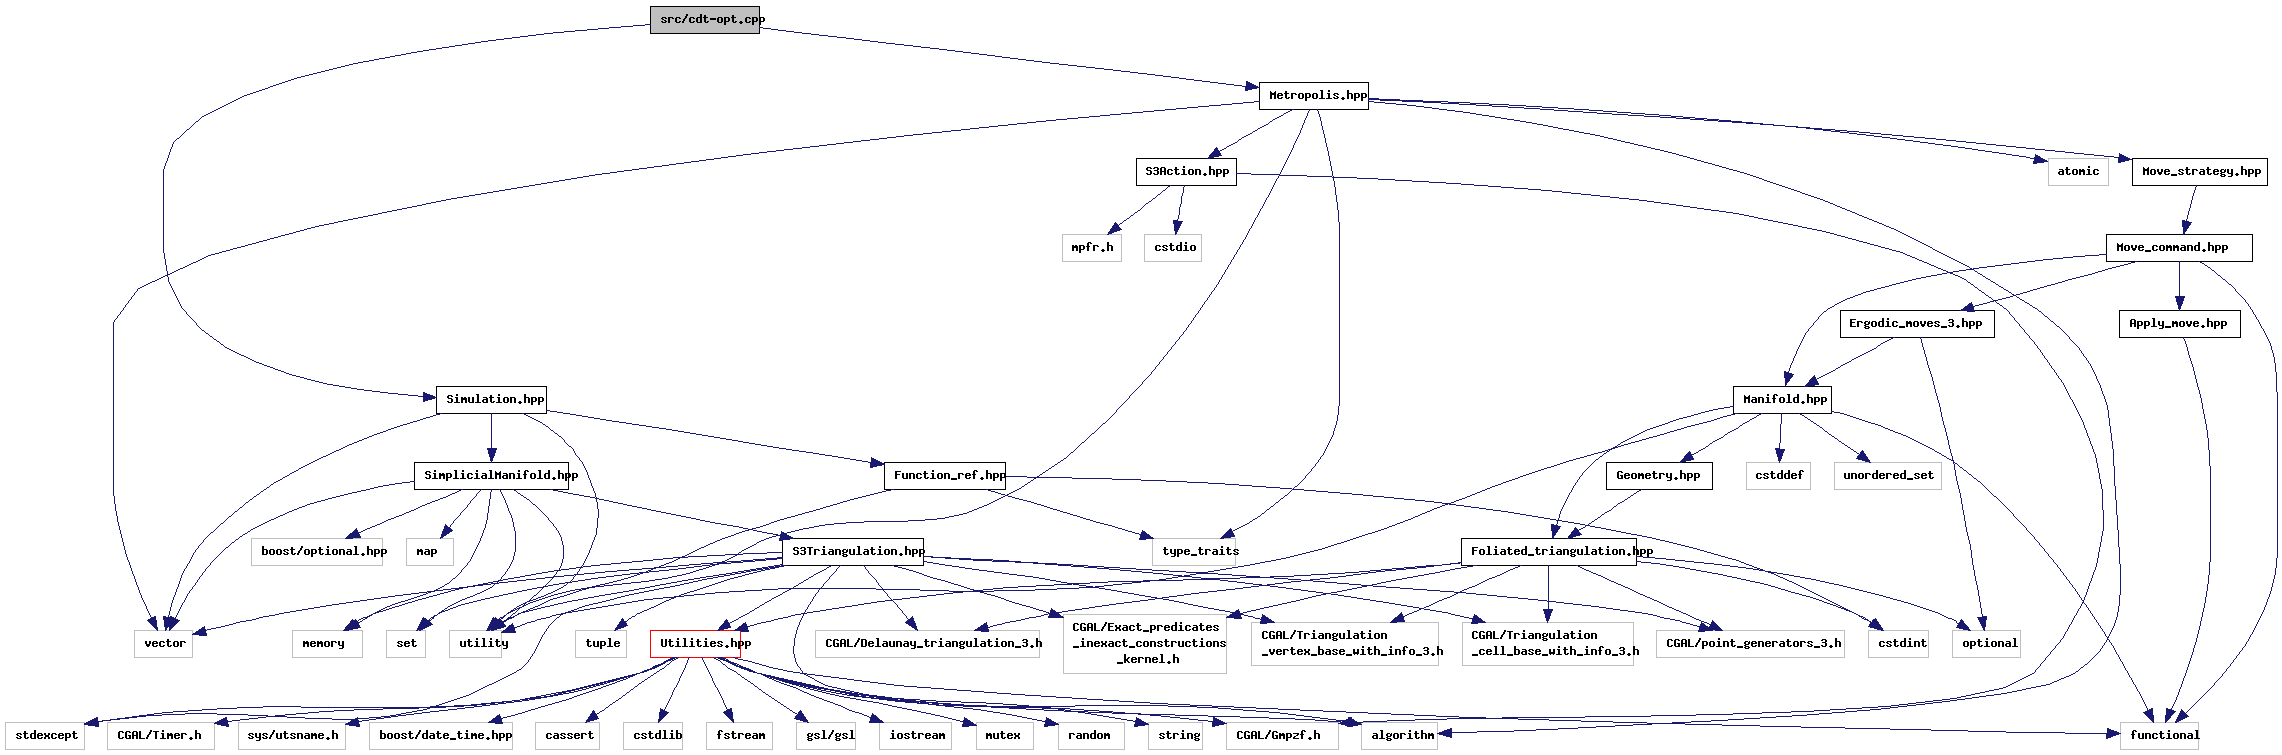 src/cdt-opt.cpp
Metropolis.hpp
S3Action.hpp
atomic
Move_strategy.hpp
mpfr.h
cstdio
Move_command.hpp
Ergodic_moves_3.hpp
Apply_move.hpp
Simulation.hpp
Manifold.hpp
SimplicialManifold.hpp
Function_ref.hpp
Geometry.hpp
cstddef
unordered_set
boost/optional.hpp
map
S3Triangulation.hpp
type_traits
Foliated_triangulation.hpp
vector
memory
set
utility
tuple
Utilities.hpp
CGAL/Delaunay_triangulation_3.h
CGAL/Exact_predicates
_inexact_constructions
_kernel.h
CGAL/Triangulation
_vertex_base_with_info_3.h
CGAL/Triangulation
_cell_base_with_info_3.h
CGAL/point_generators_3.h
cstdint
optional
stdexcept
CGAL/Timer.h
sys/utsname.h
boost/date_time.hpp
cassert
cstdlib
fstream
gsl/gsl
iostream
mutex
random
string
CGAL/Gmpzf.h
algorithm
functional